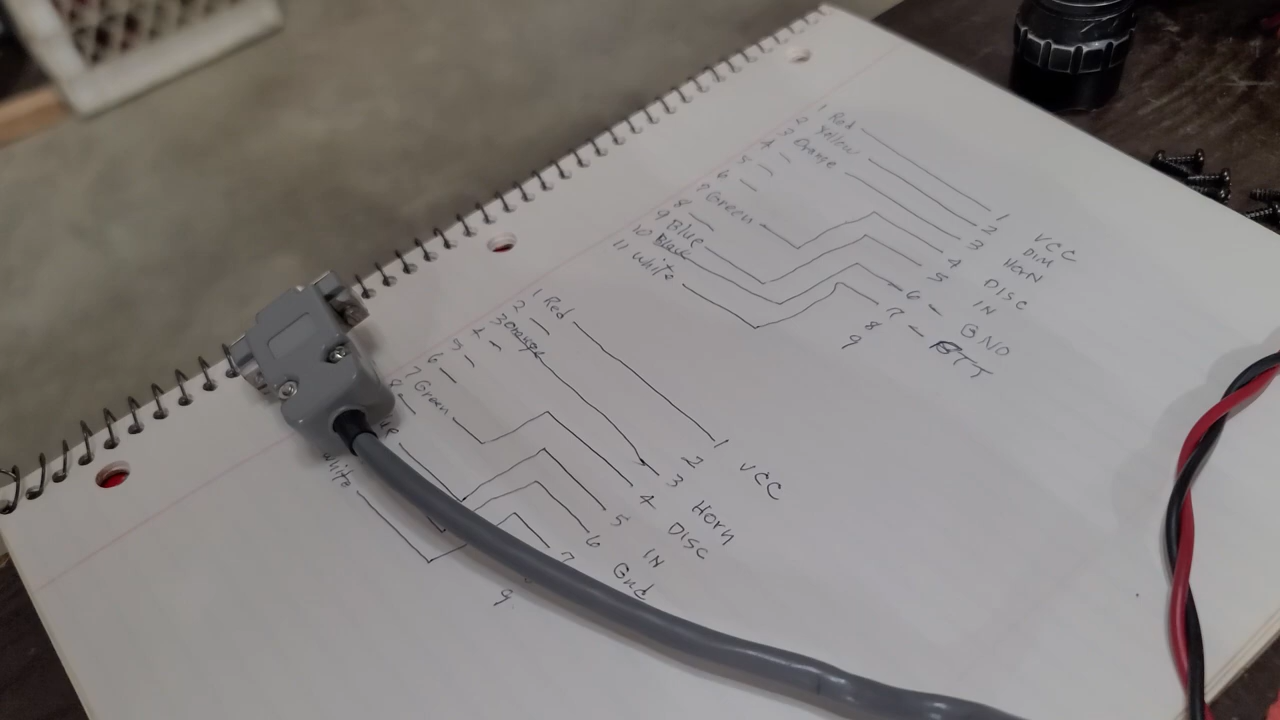 1 Red
2 Yellow
3 Orange
4 -
5 -
6 -
7 Green
8 -
9 Blue
10 Black
11 White
1 VCC
2 DIM
3 Horn
4 DISC
5 IN
6 - GND
7 - BTT
8
9
1 Red
2 -
3 Orange
4 -
5 -
6 -
7 Green
8 -
ue
White
1 VCC
2
3 Horn
4 DISC
5 IN
6 Gnd
7
9